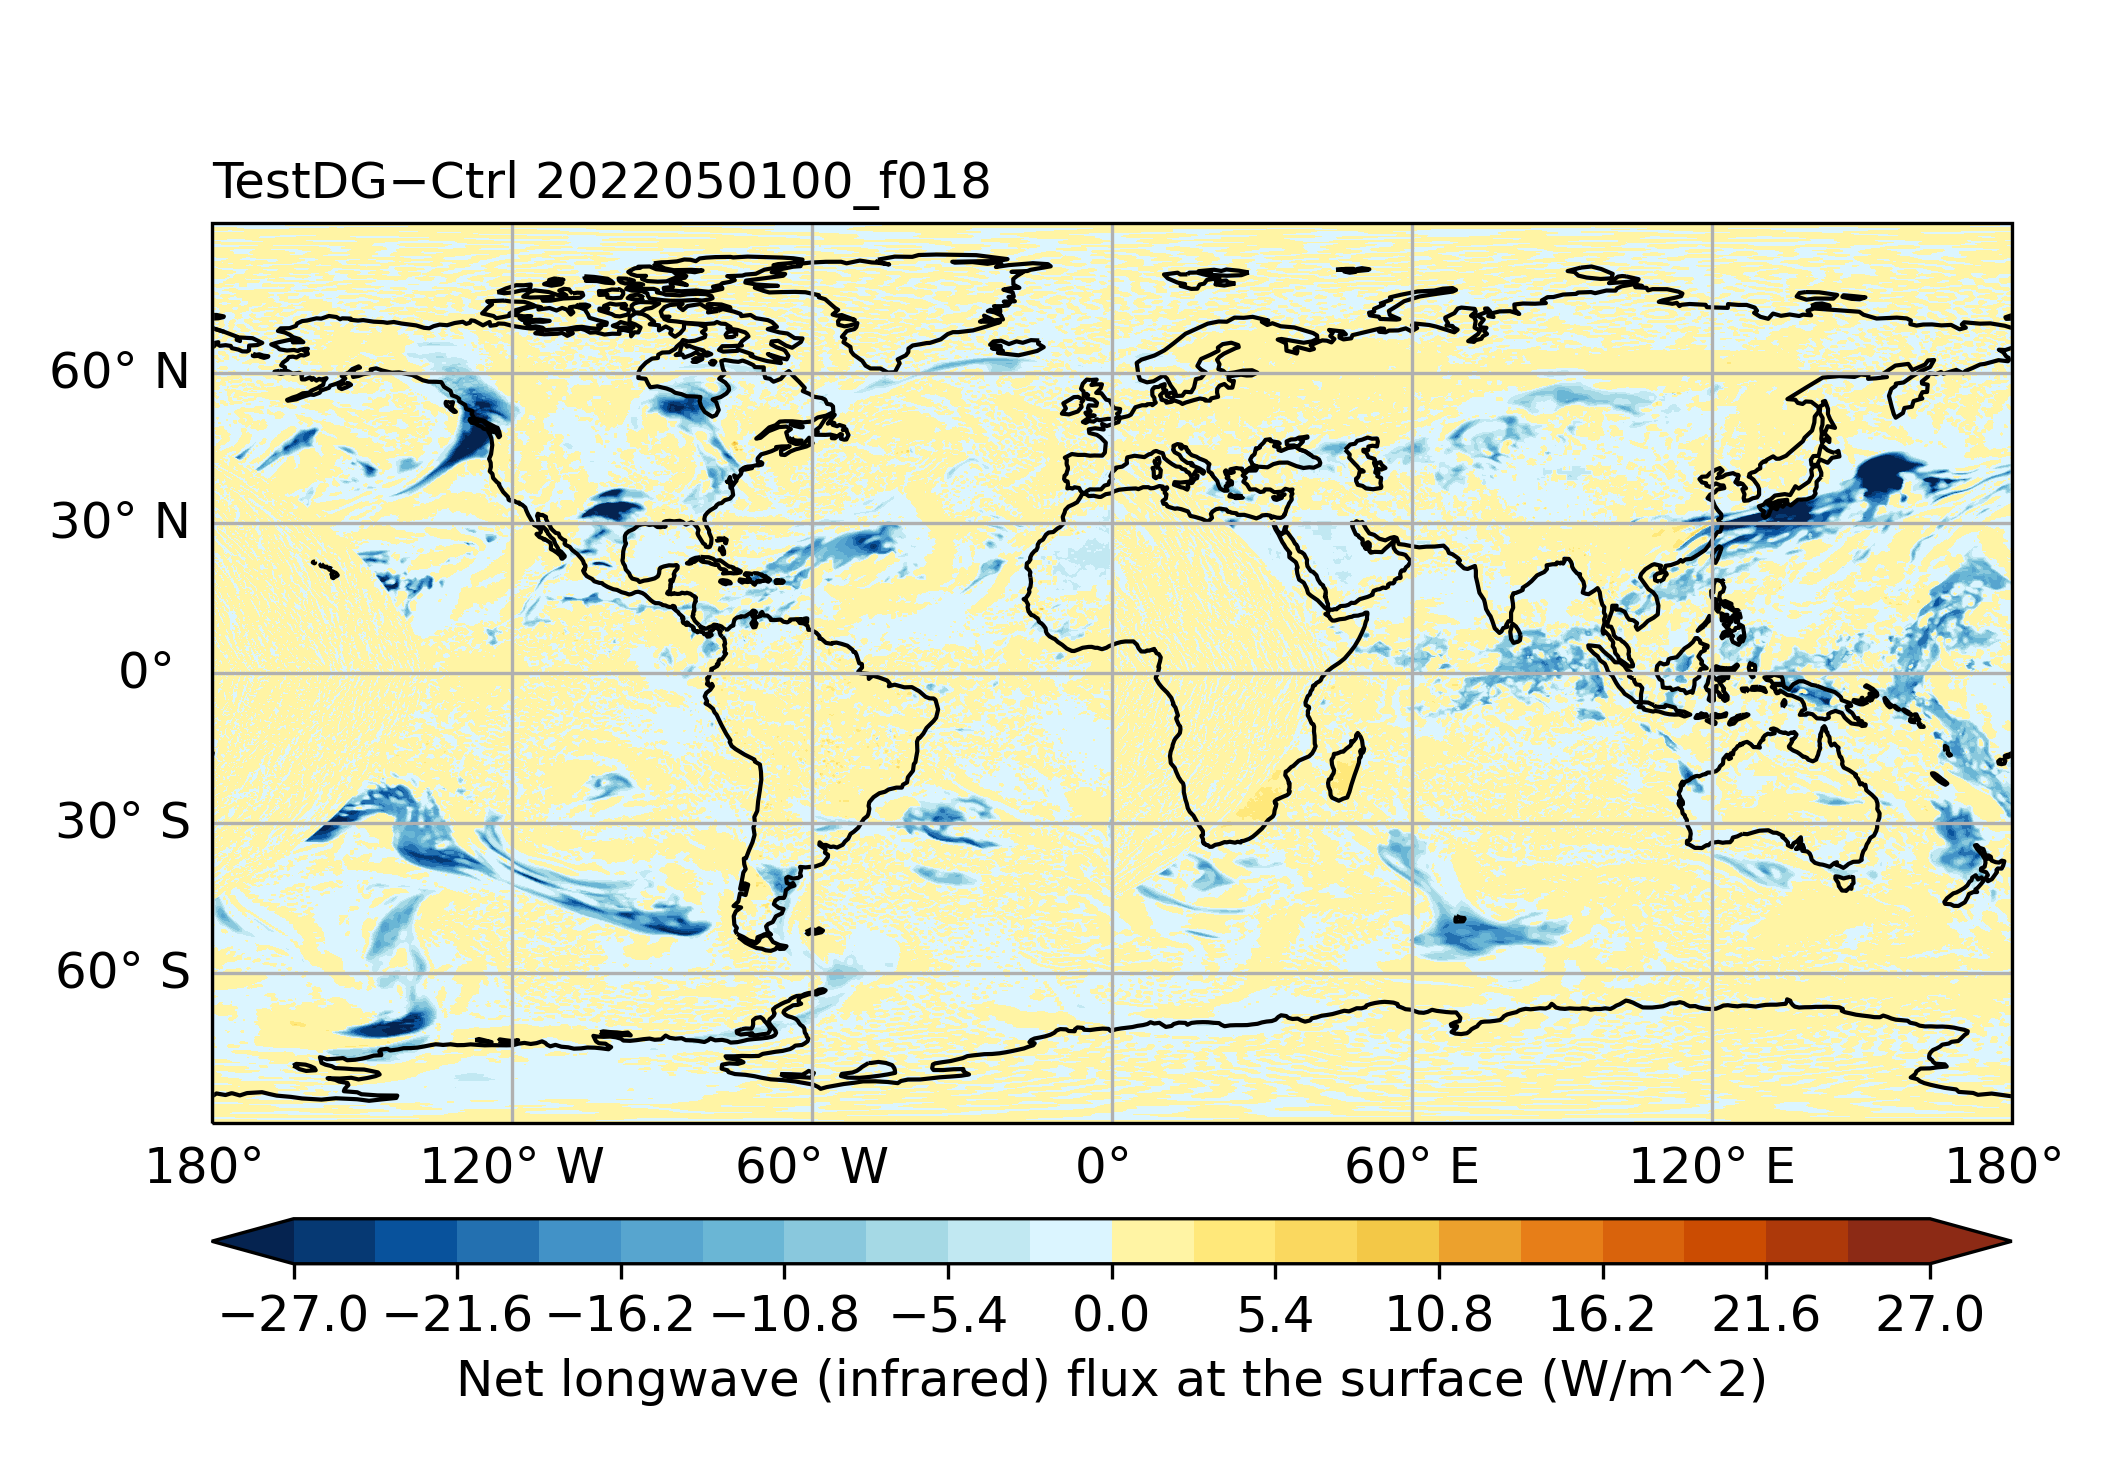 TestDG−Ctrl 2022050100_f018
60° N
30° N
0°
30° S
60° S
180° 120° W 60° W 0° 60° E 120° E 180°
−27.0 −21.6 −16.2 −10.8 −5.4 0.0 5.4 10.8 16.2 21.6 27.0
Net longwave (infrared) flux at the surface (W/m^2)